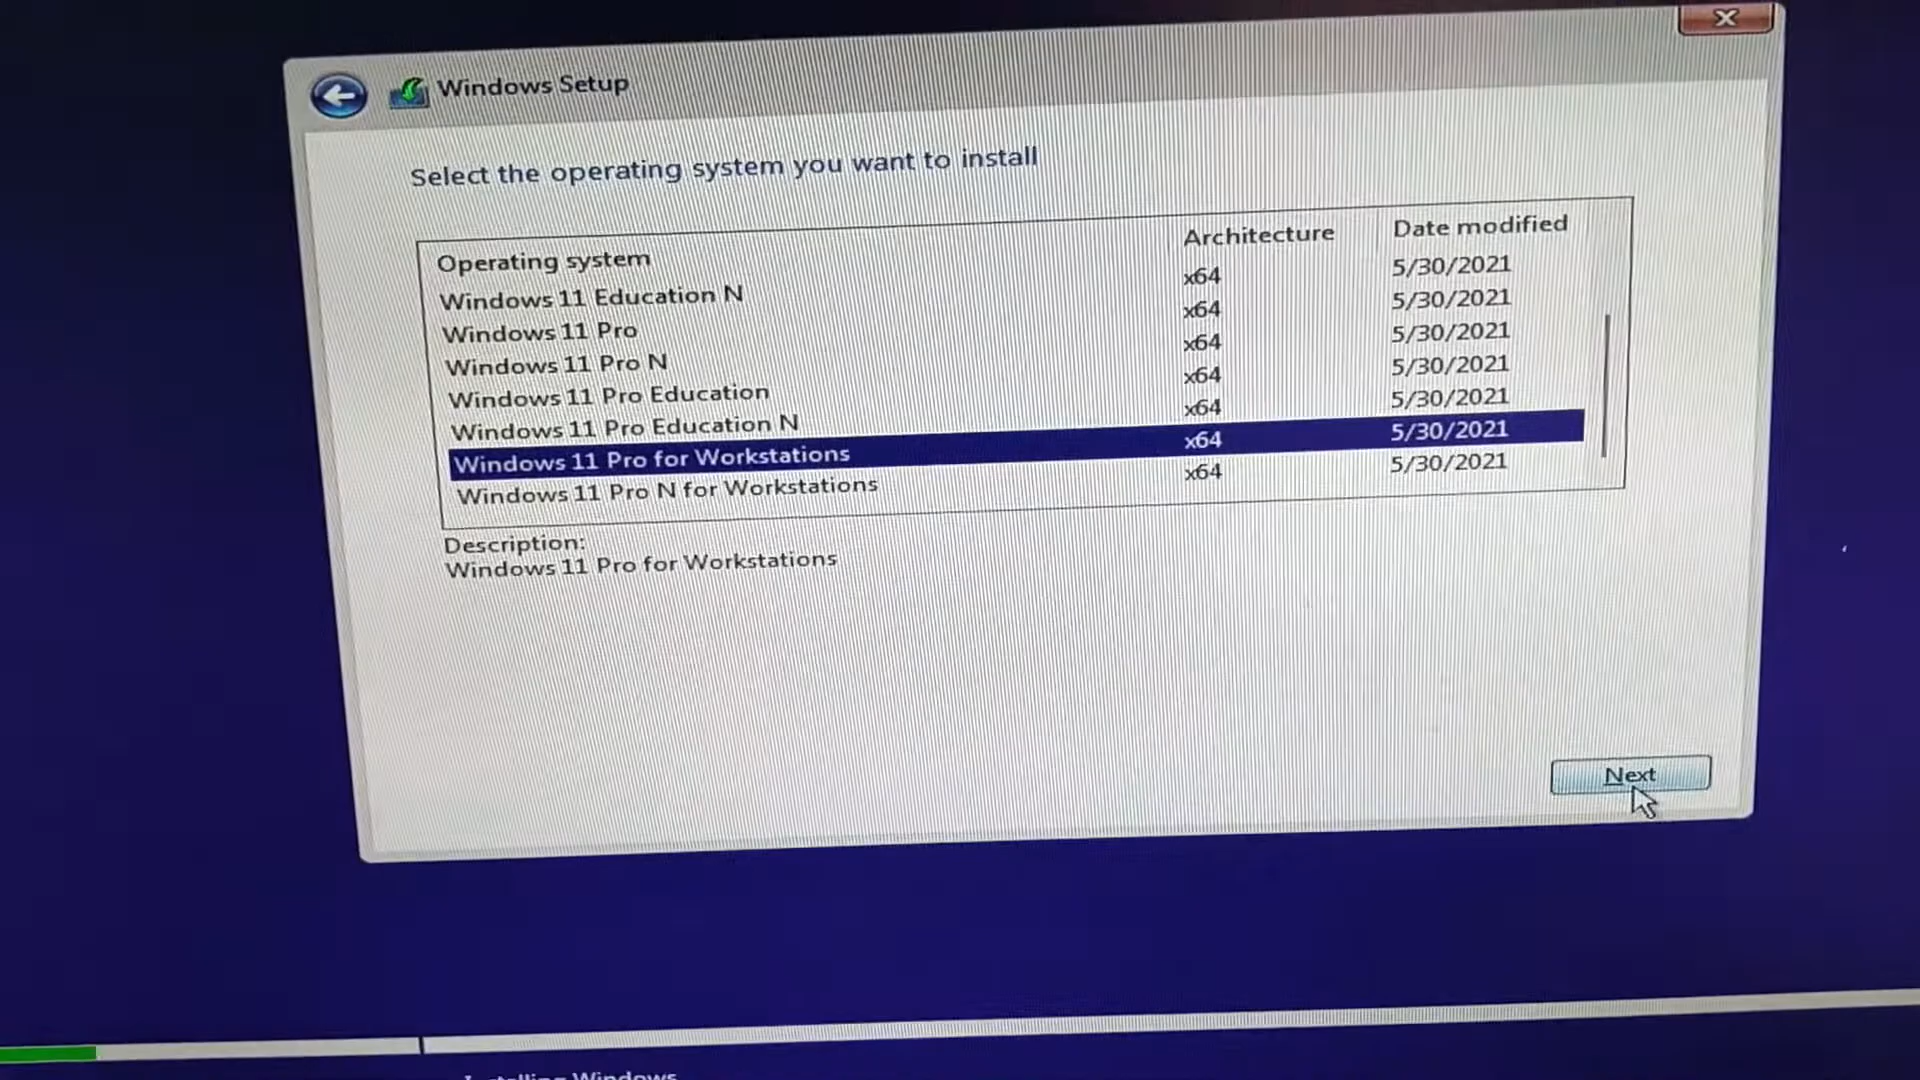 Windows Setup
Select the operating system you want to install
Operating system Architecture Date modified
Windows 11 Education N x64 5/30/2021
Windows 11 Pro x64 5/30/2021
Windows 11 Pro N x64 5/30/2021
Windows 11 Pro Education x64 5/30/2021
Windows 11 Pro Education N x64 5/30/2021
Windows 11 Pro for Workstations x64 5/30/2021
Windows 11 Pro N for Workstations x64 5/30/2021
Description:
Windows 11 Pro for Workstations
Next
Installing Windows